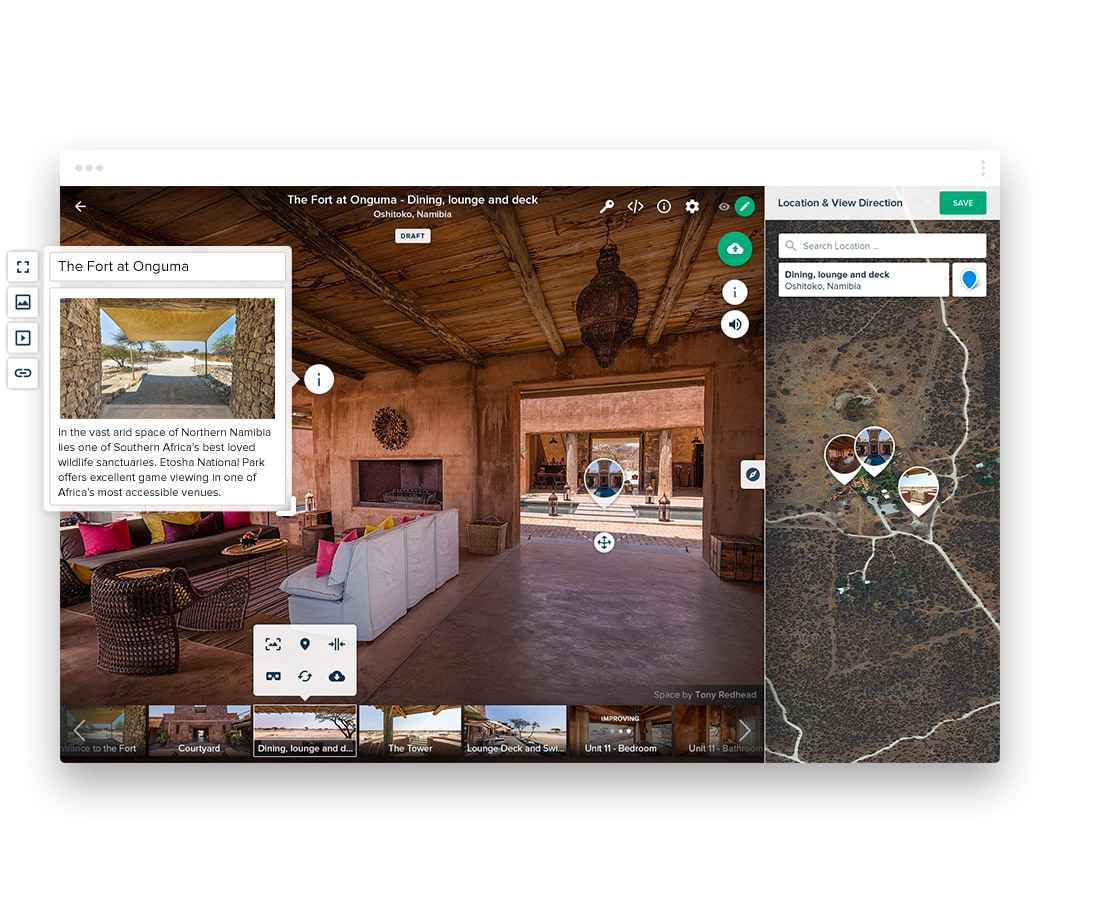 The Fort at Onguma - Dining, lounge and deck
Oshitoko, Namibia
DRAFT
The Fort at Onguma
In the vast arid space of Northern Namibia
lies one of Southern Africa's best loved
wildlife sanctuaries. Etosha National Park
offers excellent game viewing in one of
Africa's most accessible venues.
Space by Tony Redhead
trance to the Fort
Courtyard
Dining, lounge and d...
The Tower
Lounge Deck and Swi...
IMPROVING
Unit 11 - Bedroom
Unit 11 - Bathroom
Location & View Direction
SAVE
Search Location ...
Dining, lounge and deck
Oshitoko, Namibia